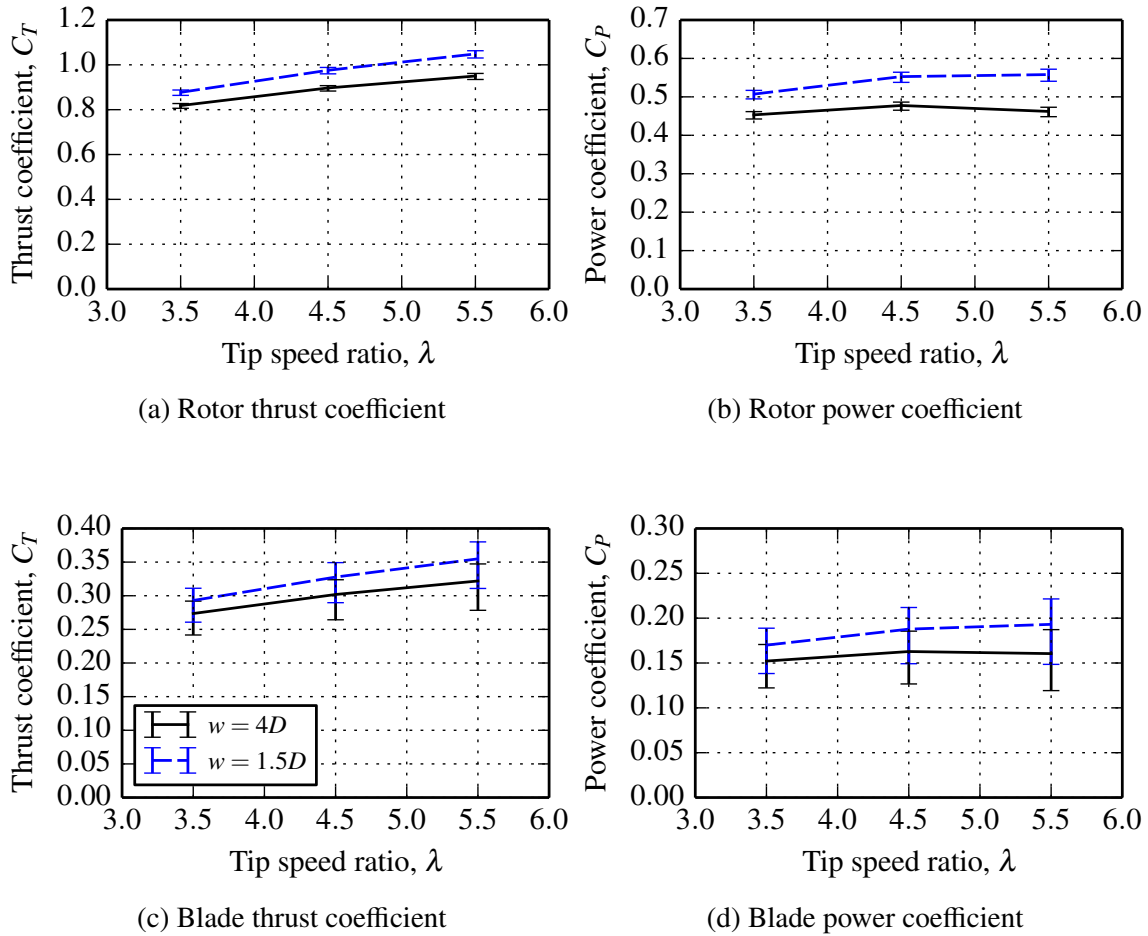 Thrust coefficient, C_T
1.2
1.0
0.8
0.6
0.4
0.2
0.0
3.0 3.5 4.0 4.5 5.0 5.5 6.0
Tip speed ratio, λ
(a) Rotor thrust coefficient
Power coefficient, C_P
0.7
0.6
0.5
0.4
0.3
0.2
0.1
0.0
3.0 3.5 4.0 4.5 5.0 5.5 6.0
Tip speed ratio, λ
(b) Rotor power coefficient
Thrust coefficient, C_T
0.40
0.35
0.30
0.25
0.20
0.15
0.10
0.05
0.00
w = 4D
w = 1.5D
3.0 3.5 4.0 4.5 5.0 5.5 6.0
Tip speed ratio, λ
(c) Blade thrust coefficient
Power coefficient, C_P
0.30
0.25
0.20
0.15
0.10
0.05
0.00
3.0 3.5 4.0 4.5 5.0 5.5 6.0
Tip speed ratio, λ
(d) Blade power coefficient